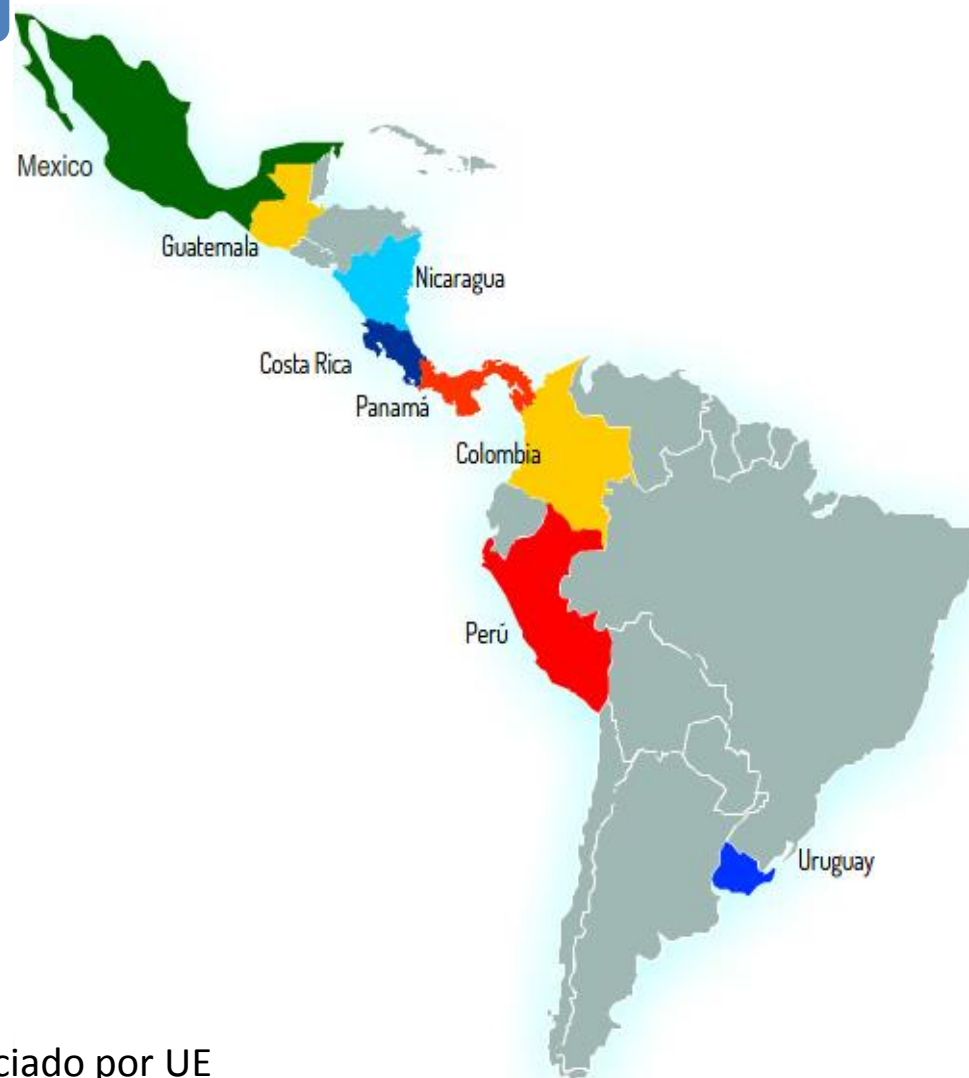 Mexico
Guatemala
Nicaragua
Costa Rica
Panamá
Colombia
Perú
Uruguay
ciado por UE